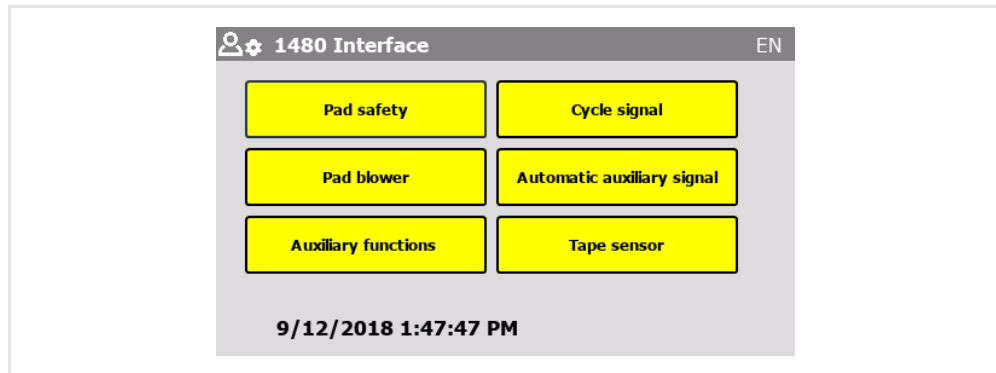 1480 Interface EN
Pad safety Cycle signal
Pad blower Automatic auxiliary signal
Auxiliary functions Tape sensor
9/12/2018 1:47:47 PM